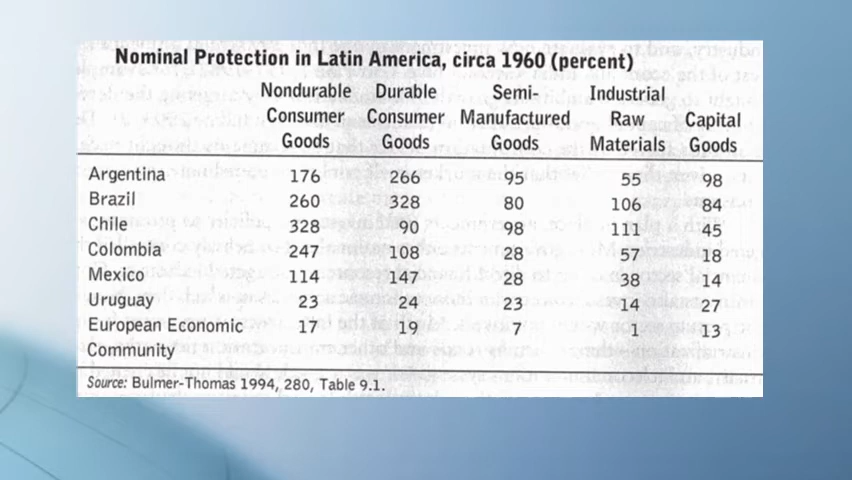 Nominal Protection in Latin America, circa 1960 (percent)
Nondurable Durable Semi- Industrial
Consumer Consumer Manufactured Raw Capital
Goods Goods Goods Materials Goods
Argentina 176 266 95 55 98
Brazil 260 328 80 106 84
Chile 328 90 98 111 45
Colombia 247 108 28 57 18
Mexico 114 147 28 38 14
Uruguay 23 24 23 14 27
European Economic 17 19 7 1 13
Community
Source: Bulmer-Thomas 1994, 280, Table 9.1.